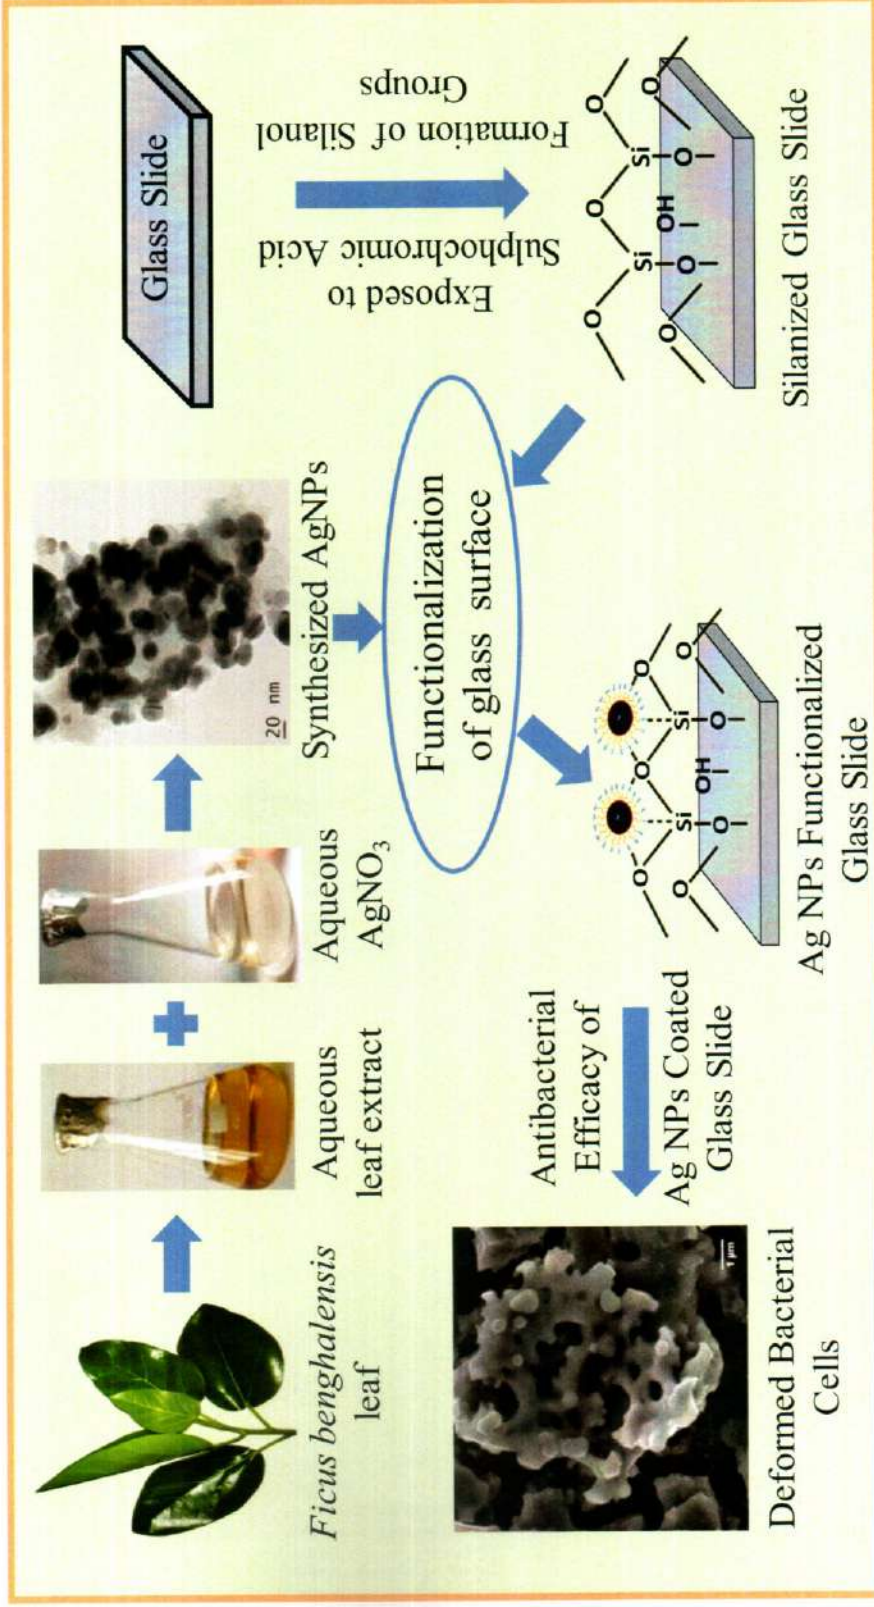 Ficus benghalensis
leaf
Aqueous
leaf extract
Aqueous
AgNO3
20 nm
Synthesized AgNPs
Glass Slide
Exposed to
Sulphochromic Acid
Formation of Silanol
Groups
O
O
O
Si
Si
O
O
OH
O
O
Silanized Glass Slide
Functionalization
of glass surface
O
O
O
Si
Si
O
O
OH
O
O
Ag NPs Functionalized
Glass Slide
Antibacterial
Efficacy of
Ag NPs Coated
Glass Slide
1 µm
Deformed Bacterial
Cells